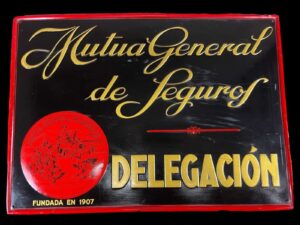 Mutua General
de Seguros
DELEGACIÓN
FUNDADA EN 1907